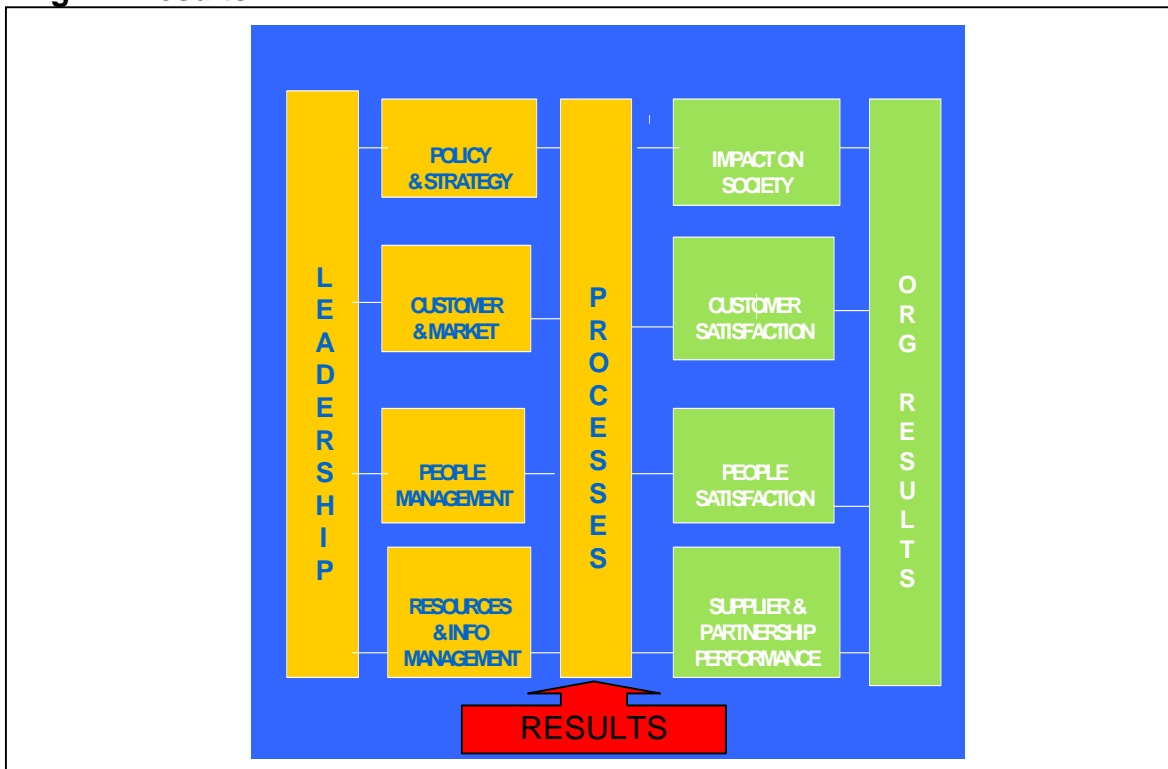 POLICY
& STRATEGY
IMPACT ON
SOCIETY
LEADERSHIP
CUSTOMER
& MARKET
PROCESSES
CUSTOMER
SATISFACTION
ORG RESULTS
PEOPLE
MANAGEMENT
PEOPLE
SATISFACTION
RESOURCES
& INFO
MANAGEMENT
SUPPLIER &
PARTNERSHIP
PERFORMANCE
RESULTS